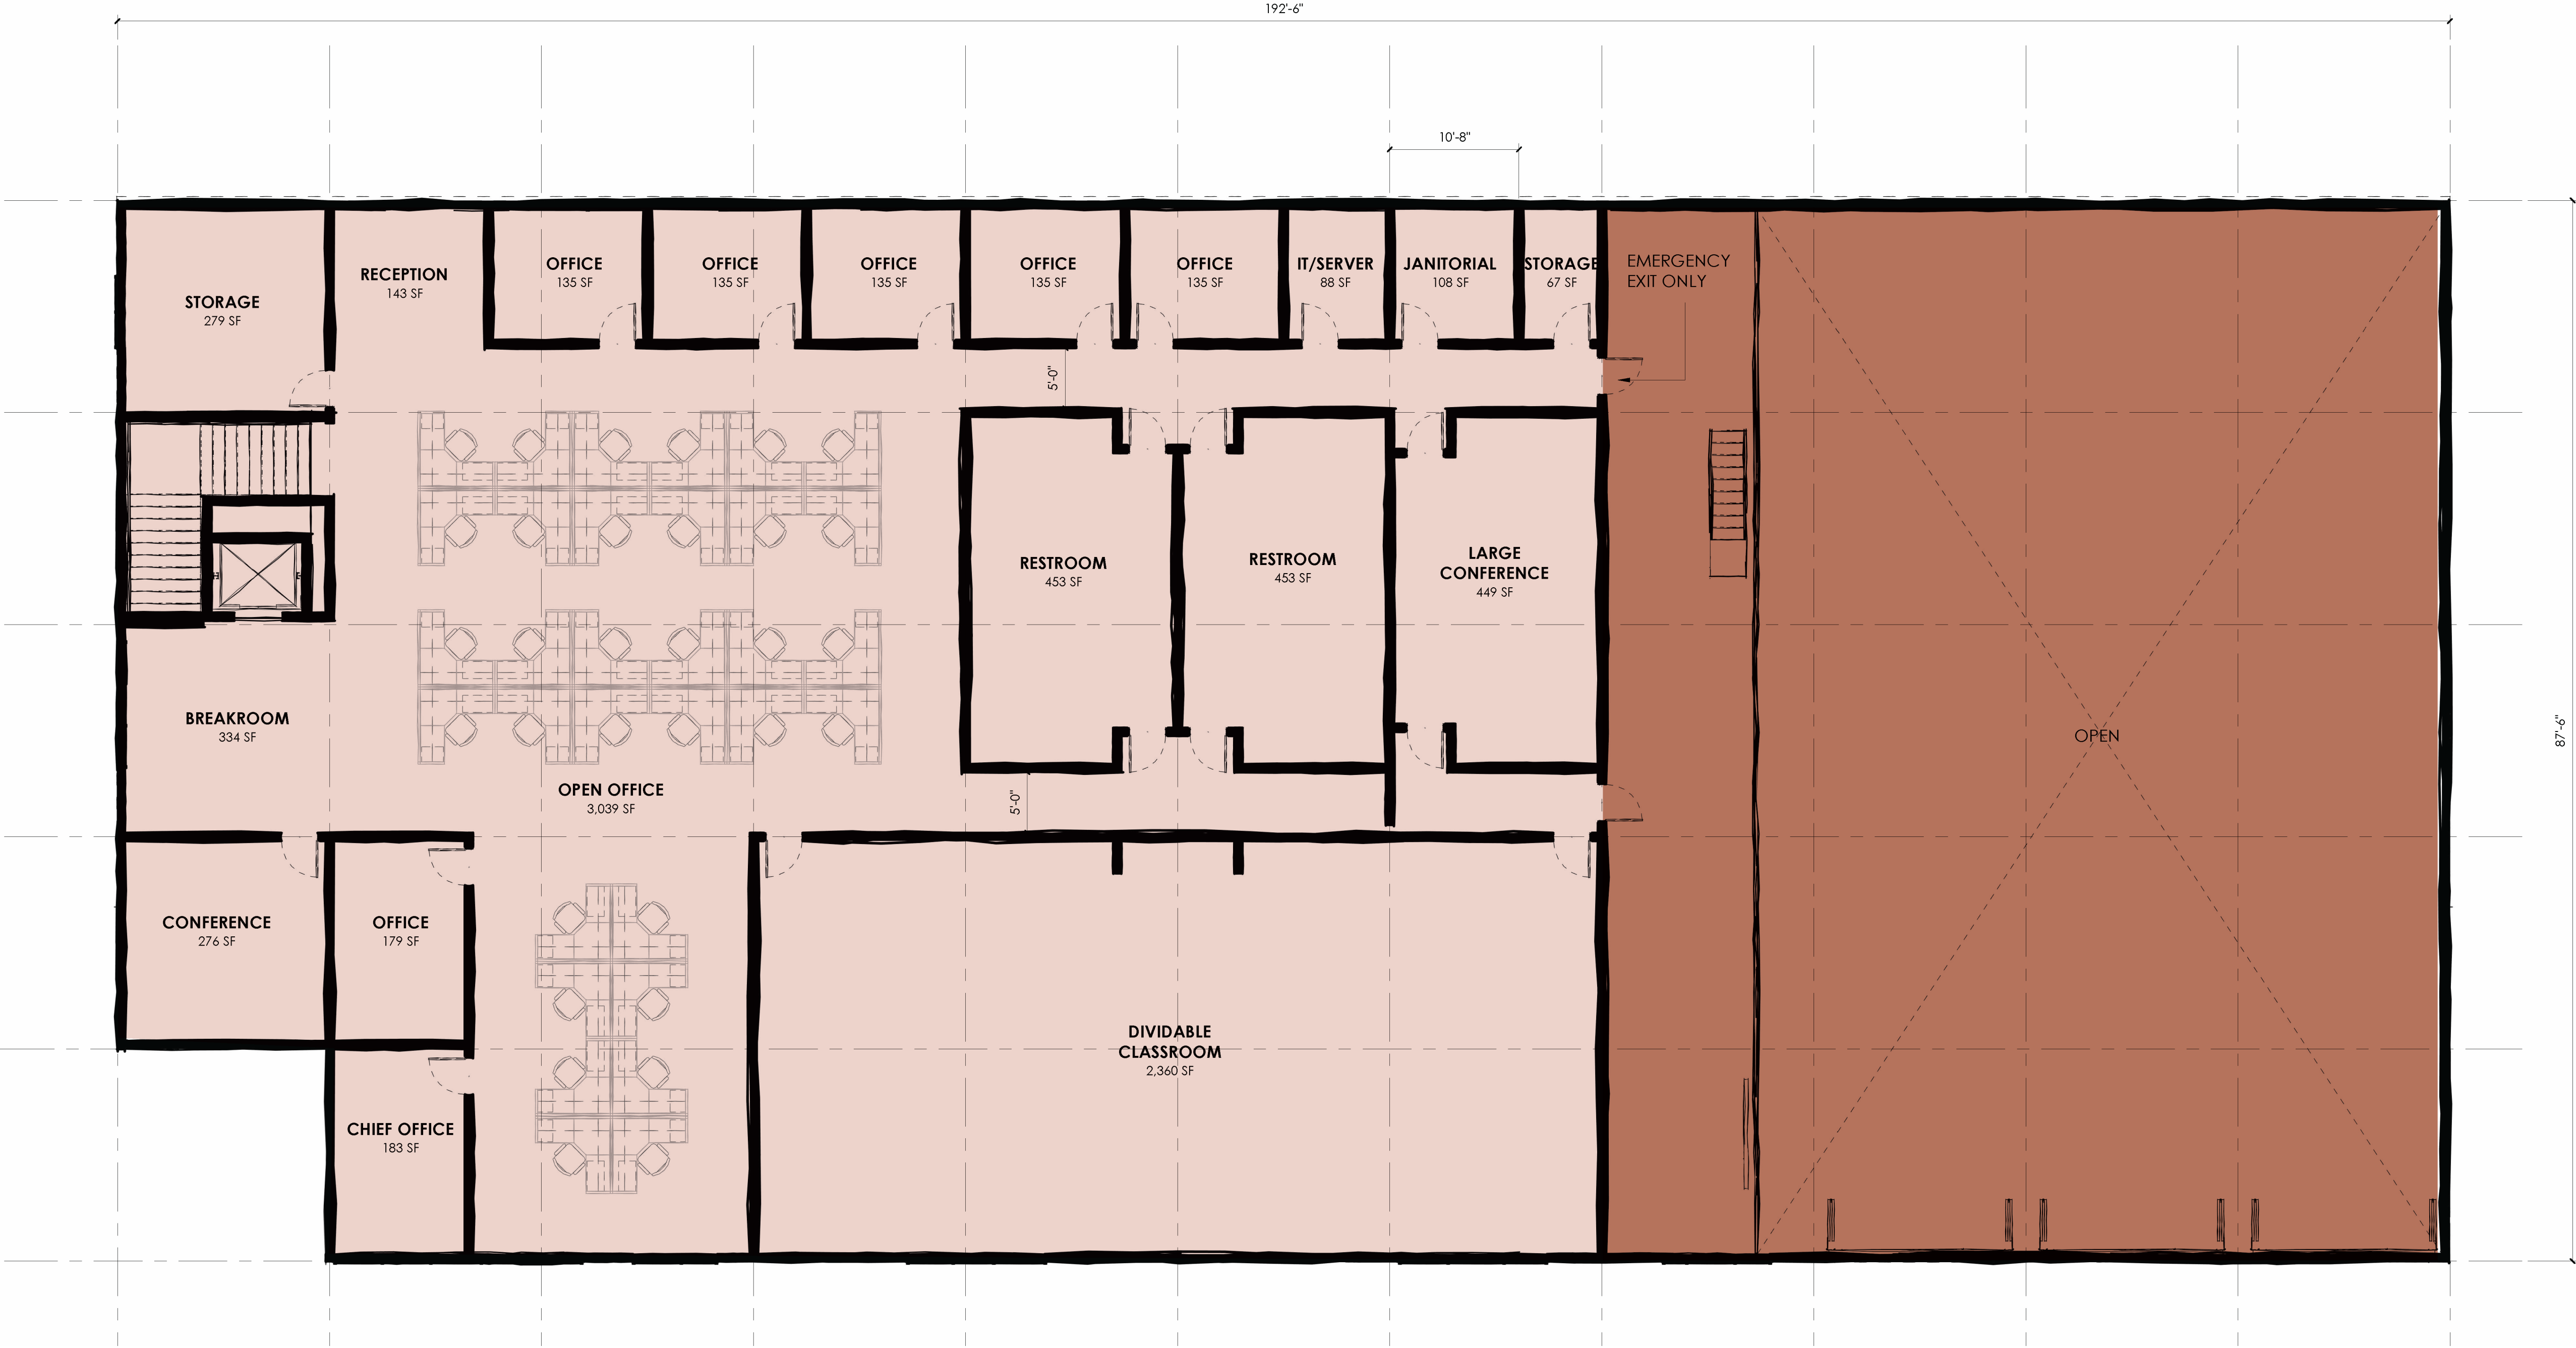 192'-6"
10'-8"
STORAGE
279 SF
RECEPTION
143 SF
OFFICE
135 SF
OFFICE
135 SF
OFFICE
135 SF
OFFICE
135 SF
OFFICE
135 SF
IT/SERVER
88 SF
JANITORIAL
108 SF
STORAGE
67 SF
EMERGENCY
EXIT ONLY
5'-0"
RESTROOM
453 SF
RESTROOM
453 SF
LARGE
CONFERENCE
449 SF
BREAKROOM
334 SF
OPEN OFFICE
3,039 SF
5'-0"
OPEN
87'-6"
CONFERENCE
276 SF
OFFICE
179 SF
DIVIDABLE
CLASSROOM
2,360 SF
CHIEF OFFICE
183 SF